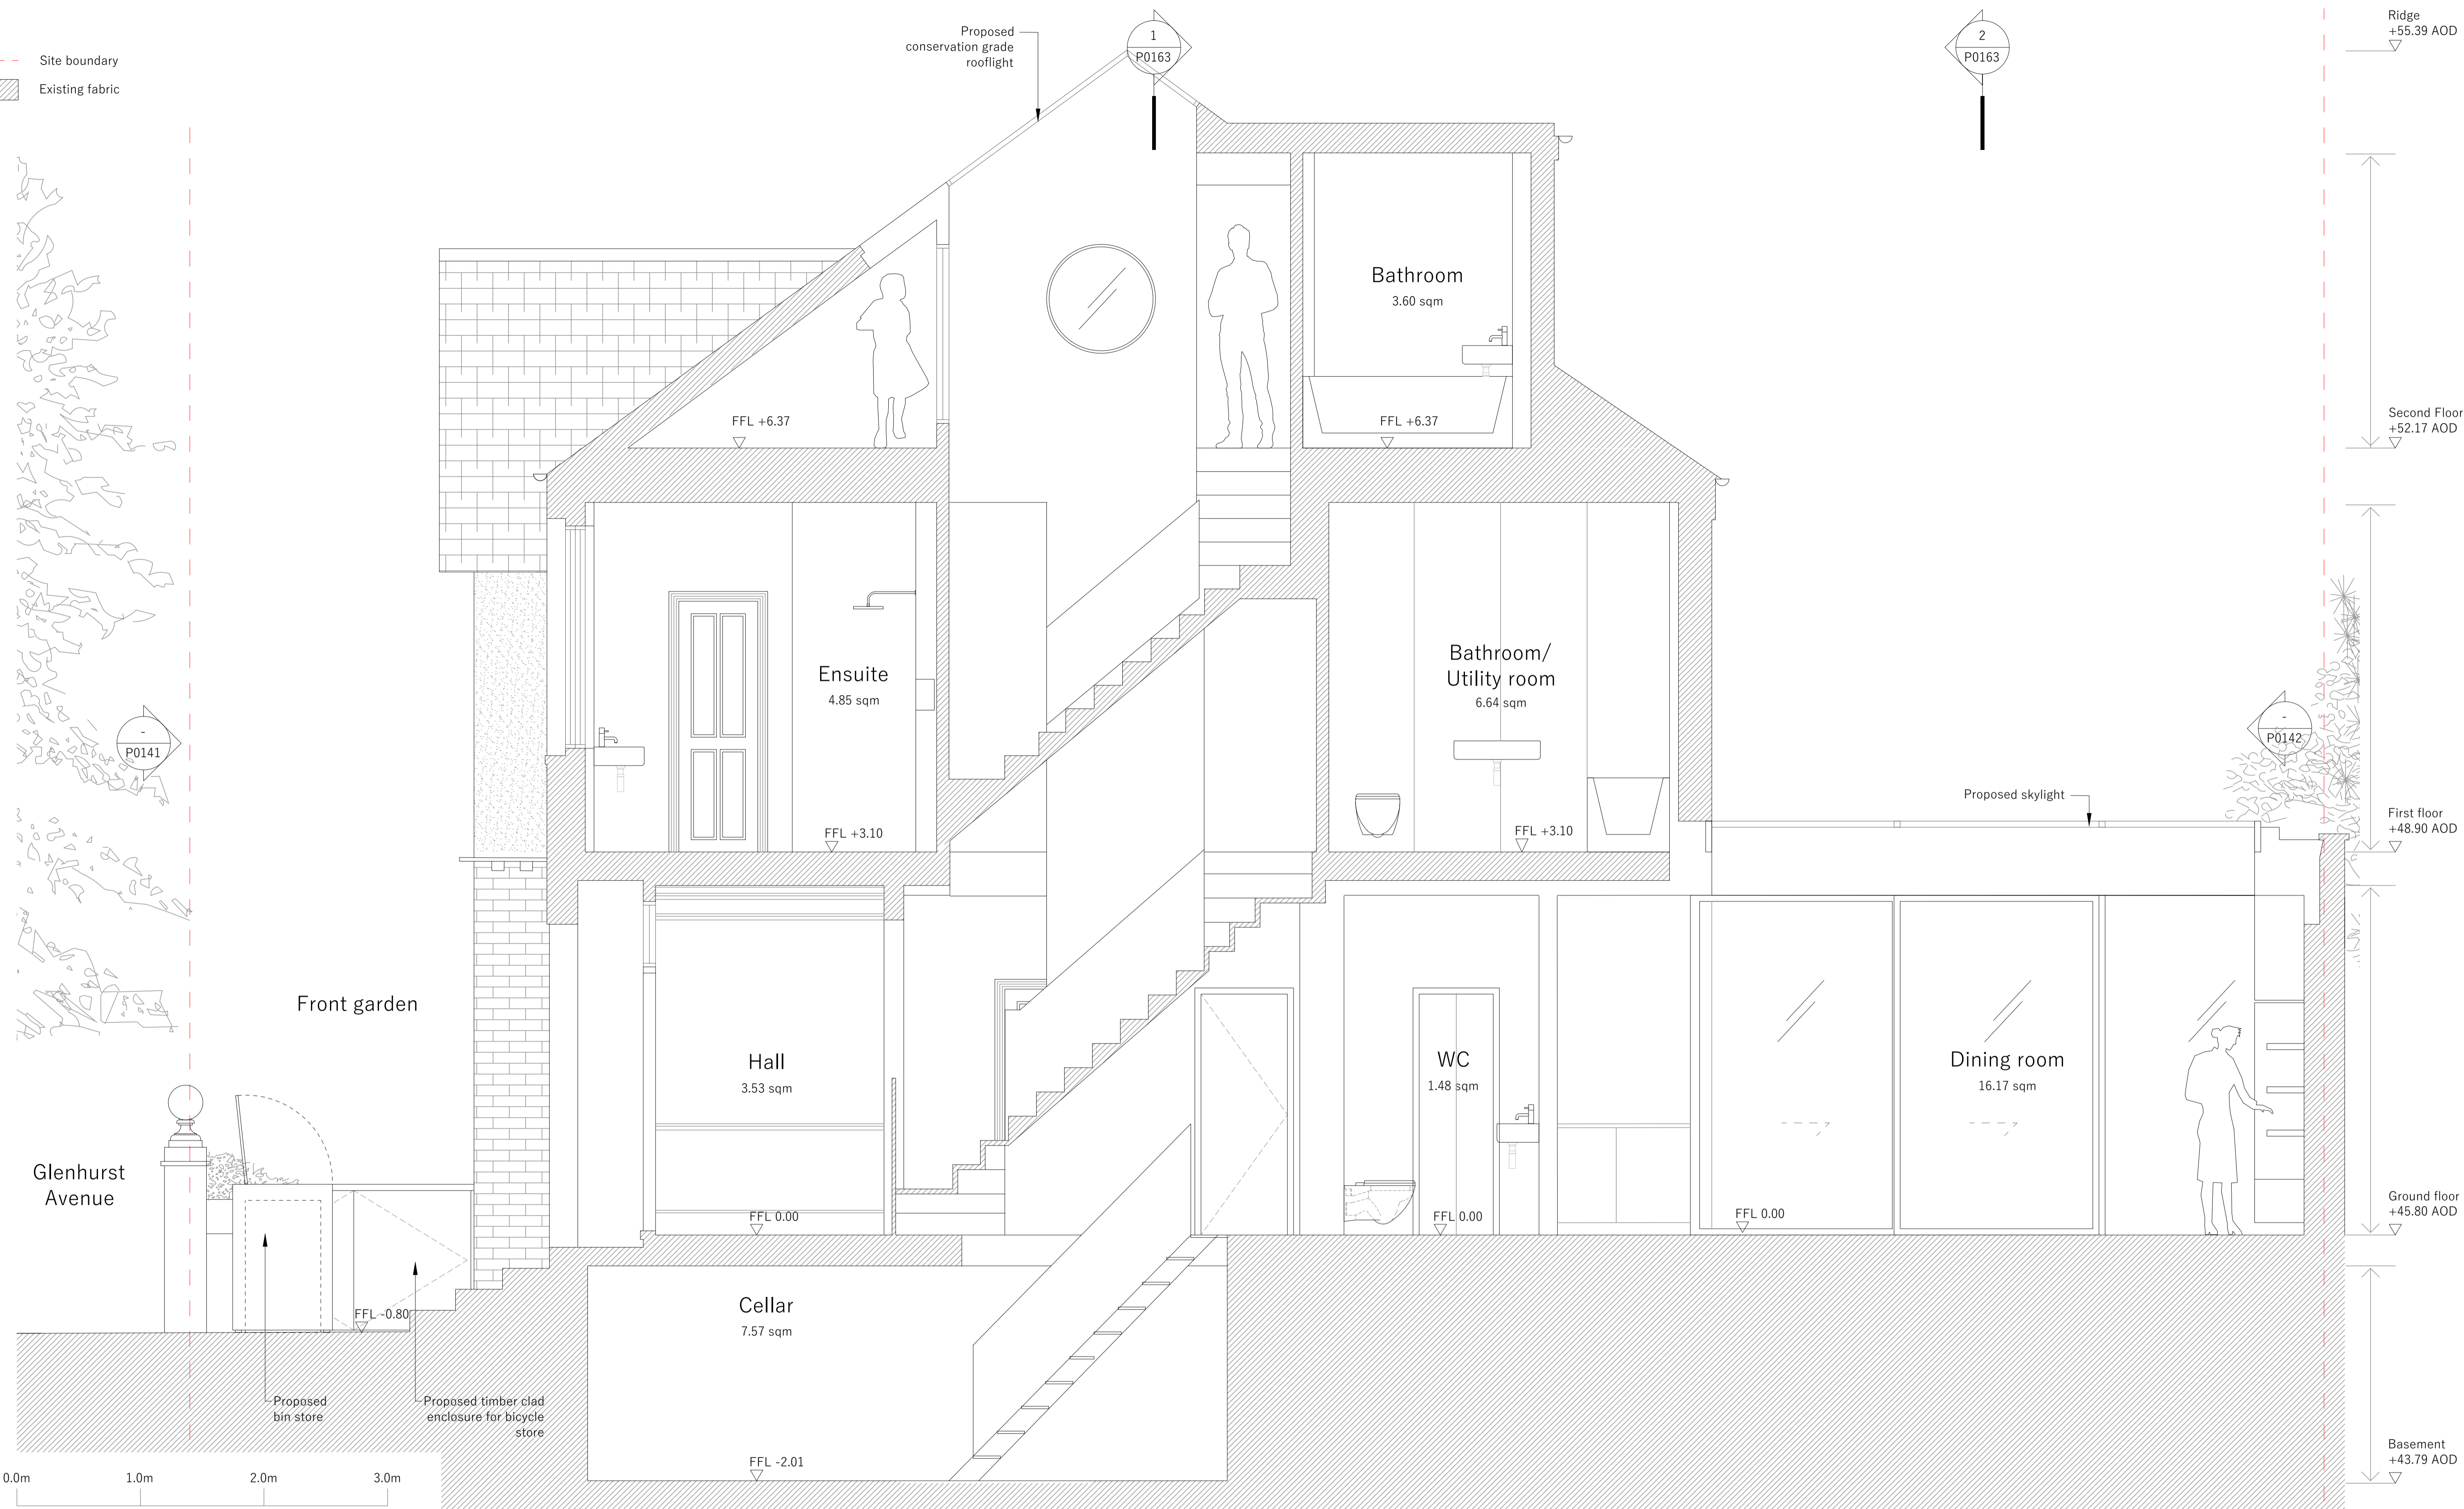 Site boundary
Existing fabric
Proposed
conservation grade
rooflight
1
P0163
2
P0163
Ridge
+55.39 AOD
Bathroom
3.60 sqm
FFL +6.37
FFL +6.37
Second Floor
+52.17 AOD
Ensuite
4.85 sqm
FFL +3.10
Bathroom/
Utility room
6.64 sqm
FFL +3.10
-
P0141
-
P0142
Proposed skylight
First floor
+48.90 AOD
Front garden
Glenhurst
Avenue
Hall
3.53 sqm
FFL 0.00
WC
1.48 sqm
FFL 0.00
Dining room
16.17 sqm
FFL 0.00
Ground floor
+45.80 AOD
FFL -0.80
Cellar
7.57 sqm
FFL -2.01
Proposed
bin store
Proposed timber clad
enclosure for bicycle
store
Basement
+43.79 AOD
0.0m
1.0m
2.0m
3.0m